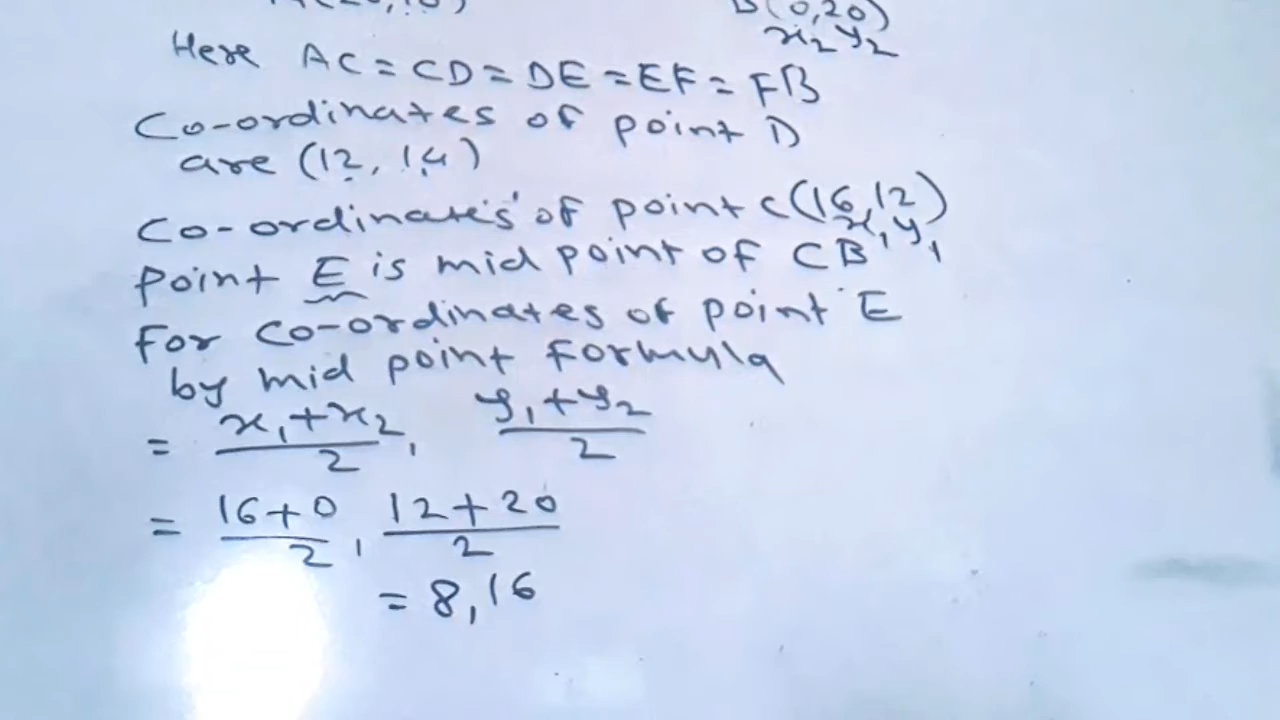 B(0,20)
x₂ y₂
Here AC = CD = DE = EF = FB
Co-ordinates of point D
are (12, 14)
Co-ordinates of point C (16,12)
x₁ y₁
Point E is mid point of CB
For co-ordinates of point E
by mid point formula
= x₁+x₂/2, y₁+y₂/2
= 16+0/2, 12+20/2
= 8,16